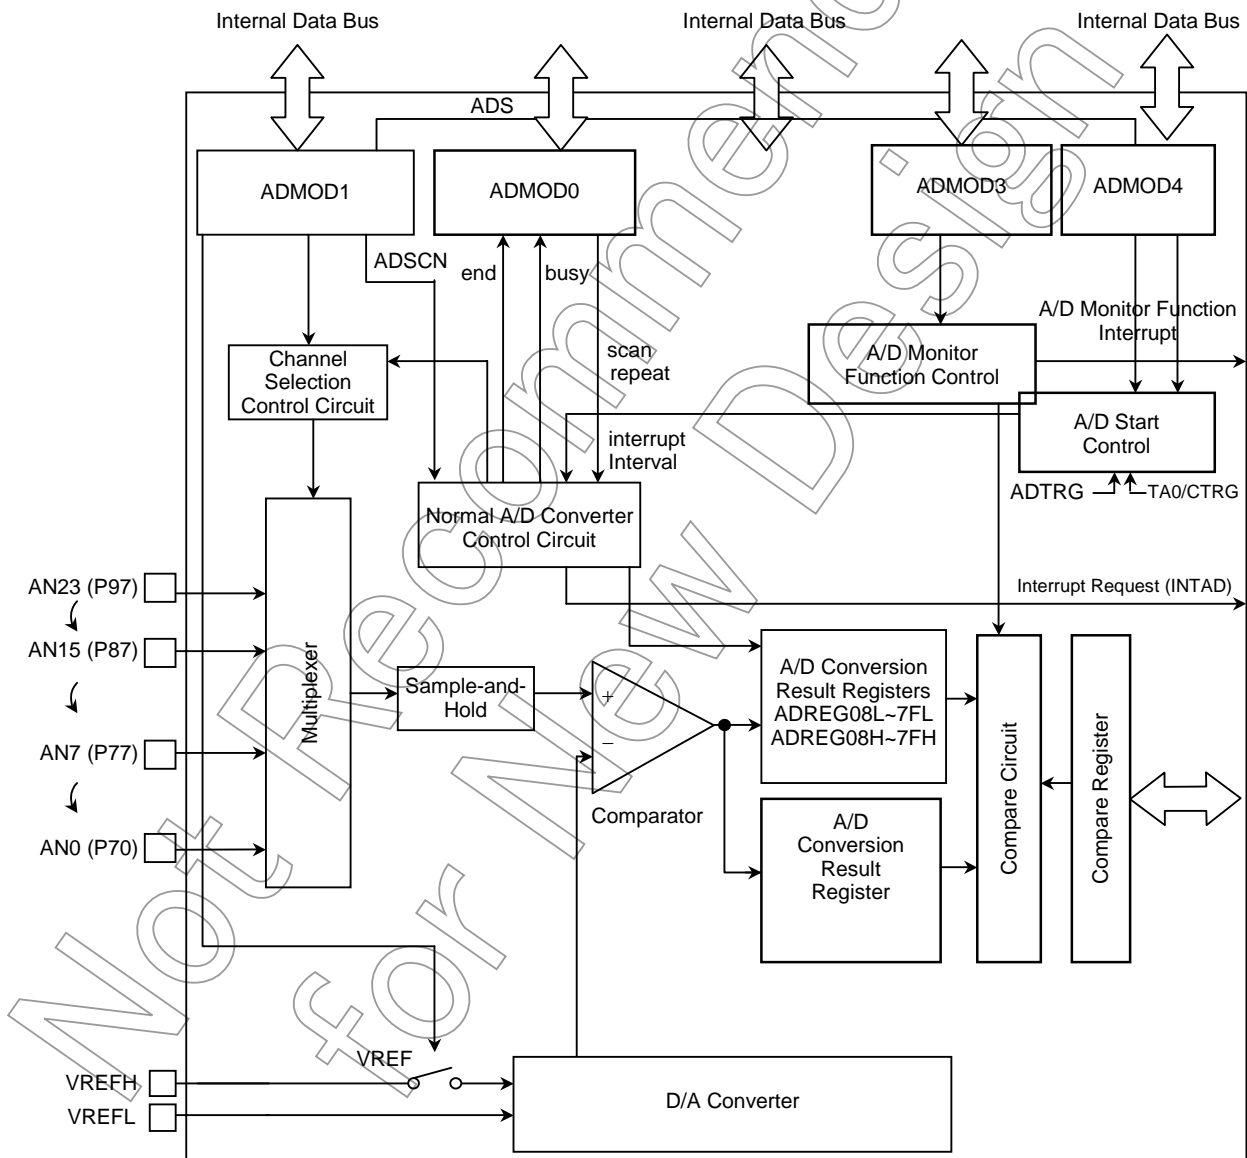 Internal Data Bus
Internal Data Bus
Internal Data Bus
ADS
ADMOD1
ADMOD0
ADMOD3
ADMOD4
ADSCN
end
busy
scan
repeat
interrupt
Interval
A/D Monitor Function
Interrupt
Channel
Selection
Control Circuit
A/D Monitor
Function Control
A/D Start
Control
ADTRG
TA0/CTRG
Normal A/D Converter
Control Circuit
Interrupt Request (INTAD)
AN23 (P97)
AN15 (P87)
AN7 (P77)
AN0 (P70)
Multiplexer
Sample-and-
Hold
+
−
Comparator
A/D Conversion
Result Registers
ADREG08L~7FL
ADREG08H~7FH
A/D
Conversion
Result
Register
Compare Circuit
Compare Register
VREF
VREFH
VREFL
D/A Converter
Not Recommended
for New Design